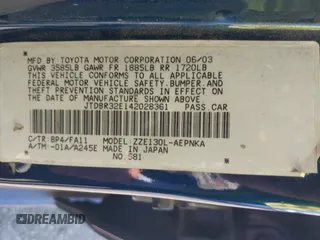 MFD. BY TOYOTA MOTOR CORPORATION 06/03
GVWR 3585LB GAWR FR 1885LB RR 1720LB
THIS VEHICLE CONFORMS TO ALL APPLICABLE
FEDERAL MOTOR VEHICLE SAFETY, BUMPER, AND
THEFT PREVENTION STANDARDS IN EFFECT ON
THE DATE OF MANUFACTURE SHOWN ABOVE.
JTDBR32E142028361 PASS CAR
C/TR 8P4/FA11 MODEL: ZZE130L-AEPNKA
A/TM -01A/A245E MADE IN JAPAN
NO. 581
CREAMBID